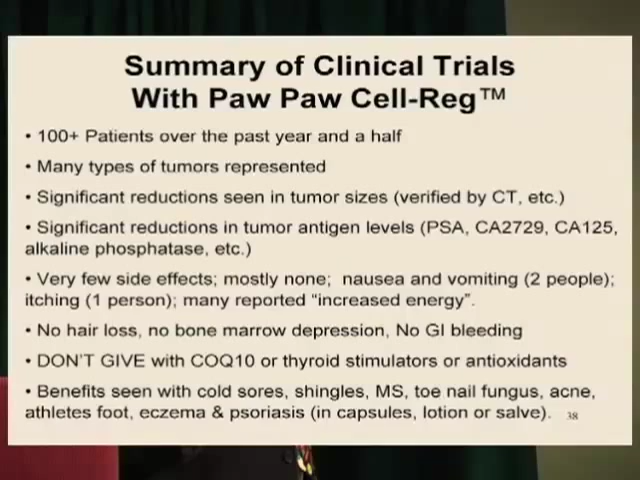 Summary of Clinical Trials
With Paw Paw Cell-Reg™
• 100+ Patients over the past year and a half
• Many types of tumors represented
• Significant reductions seen in tumor sizes (verified by CT, etc.)
• Significant reductions in tumor antigen levels (PSA, CA2729, CA125,
alkaline phosphatase, etc.)
• Very few side effects; mostly none;  nausea and vomiting (2 people);
itching (1 person); many reported “increased energy”.
• No hair loss, no bone marrow depression, No GI bleeding
• DON'T GIVE with COQ10 or thyroid stimulators or antioxidants
• Benefits seen with cold sores, shingles, MS, toe nail fungus, acne,
athletes foot, eczema & psoriasis (in capsules, lotion or salve). 38